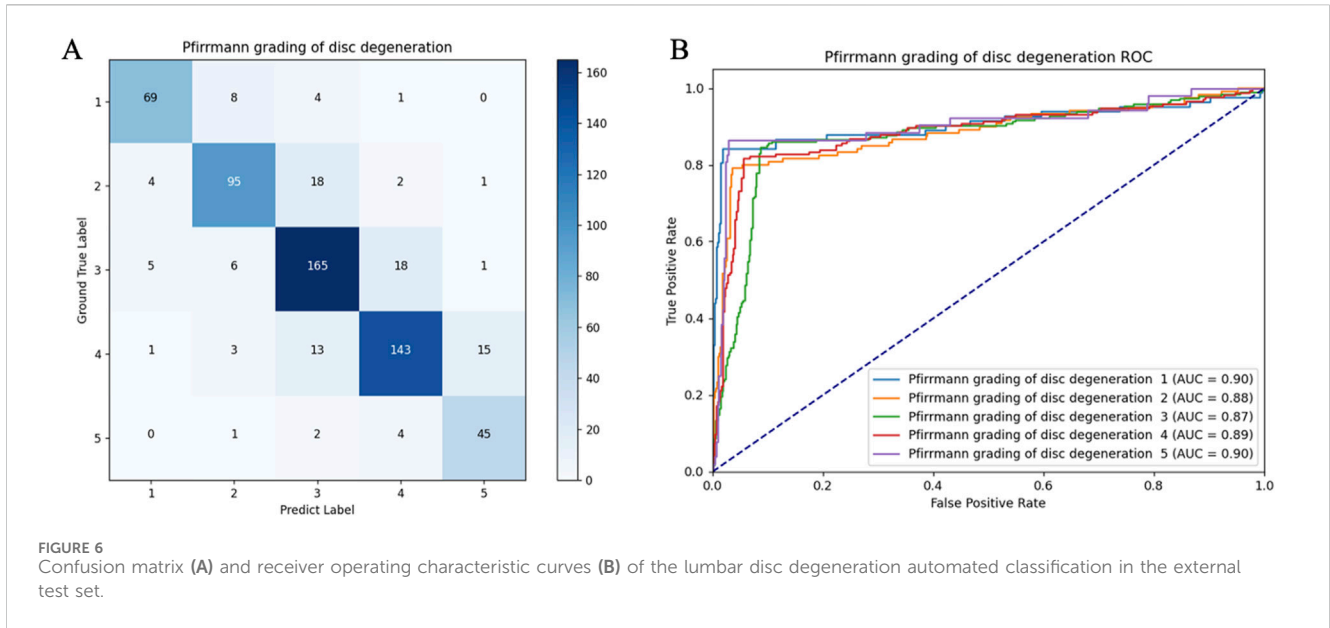 A
Pfirrmann grading of disc degeneration
Ground True Label
1 69 8 4 1 0
2 4 95 18 2 1
3 5 6 165 18 1
4 1 3 13 143 15
5 0 1 2 4 45
1 2 3 4 5
Predict Label
160
140
120
100
80
60
40
20
0
B
Pfirrmann grading of disc degeneration ROC
True Positive Rate
1.0
0.8
0.6
0.4
0.2
0.0
Pfirrmann grading of disc degeneration 1 (AUC = 0.90)
Pfirrmann grading of disc degeneration 2 (AUC = 0.88)
Pfirrmann grading of disc degeneration 3 (AUC = 0.87)
Pfirrmann grading of disc degeneration 4 (AUC = 0.89)
Pfirrmann grading of disc degeneration 5 (AUC = 0.90)
0.0 0.2 0.4 0.6 0.8 1.0
False Positive Rate
FIGURE 6
Confusion matrix (A) and receiver operating characteristic curves (B) of the lumbar disc degeneration automated classification in the external
test set.